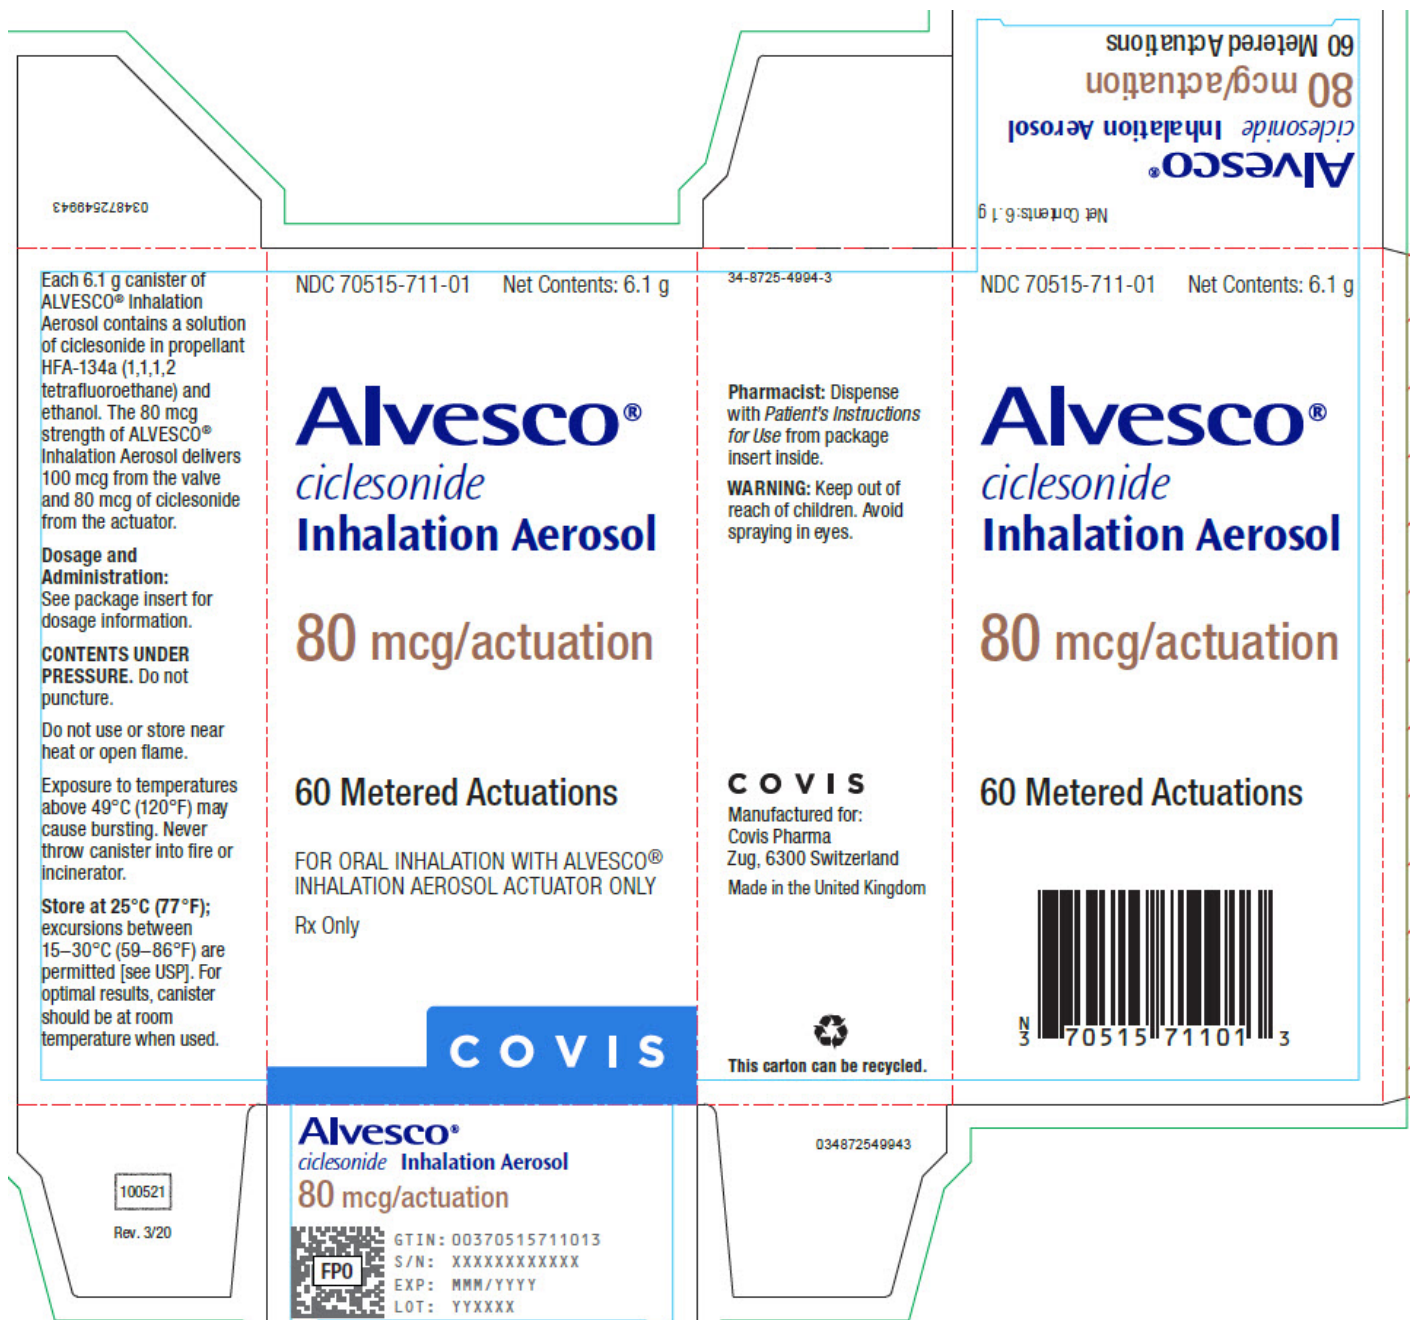 60 Metered Actuations
80 mcg/actuation
ciclesonide Inhalation Aerosol
Alvesco®
Net Contents: 6.1 g
034872549943
Each 6.1 g canister of
ALVESCO® Inhalation
Aerosol contains a solution
of ciclesonide in propellant
HFA-134a (1,1,1,2
tetrafluoroethane) and
ethanol. The 80 mcg
strength of ALVESCO®
Inhalation Aerosol delivers
100 mcg from the valve
and 80 mcg of ciclesonide
from the actuator.
Dosage and
Administration:
See package insert for
dosage information.
CONTENTS UNDER
PRESSURE. Do not
puncture.
Do not use or store near
heat or open flame.
Exposure to temperatures
above 49°C (120°F) may
cause bursting. Never
throw canister into fire or
incinerator.
Store at 25°C (77°F);
excursions between
15–30°C (59–86°F) are
permitted [see USP]. For
optimal results, canister
should be at room
temperature when used.
NDC 70515-711-01 Net Contents: 6.1 g
Alvesco®
ciclesonide
Inhalation Aerosol
80 mcg/actuation
60 Metered Actuations
FOR ORAL INHALATION WITH ALVESCO®
INHALATION AEROSOL ACTUATOR ONLY
Rx Only
COVIS
34-8725-4994-3
Pharmacist: Dispense
with Patient's Instructions
for Use from package
insert inside.
WARNING: Keep out of
reach of children. Avoid
spraying in eyes.
COVIS
Manufactured for:
Covis Pharma
Zug, 6300 Switzerland
Made in the United Kingdom
This carton can be recycled.
NDC 70515-711-01 Net Contents: 6.1 g
Alvesco®
ciclesonide
Inhalation Aerosol
80 mcg/actuation
60 Metered Actuations
N
3 70515 71101 3
100521
Rev. 3/20
Alvesco®
ciclesonide Inhalation Aerosol
80 mcg/actuation
FPO
GTIN: 00370515711013
S/N: XXXXXXXXXXXX
EXP: MMM/YYYY
LOT: YYXXXX
034872549943